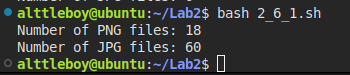 alttleboy@ubuntu:~/Lab2$ bash 2_6_1.sh
Number of PNG files: 18
Number of JPG files: 60
alttleboy@ubuntu:~/Lab2$